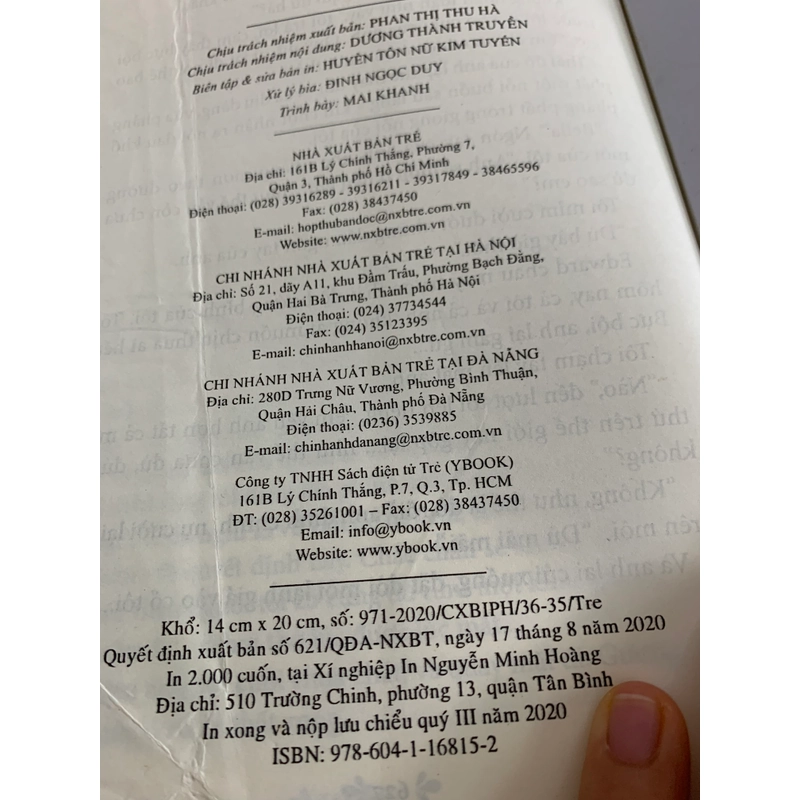 Chịu trách nhiệm xuất bản: PHAN THỊ THU HÀ
Chịu trách nhiệm nội dung: DƯƠNG THÀNH TRUYỀN
Biên tập & sửa bản in: HUYỀN TÔN NỮ KIM TUYẾN
Xử lý bìa: ĐINH NGỌC DUY
Trình bày: MAI KHANH
NHÀ XUẤT BẢN TRẺ
Địa chỉ: 161B Lý Chính Thắng, Phường 7,
Quận 3, Thành phố Hồ Chí Minh
Điện thoại: (028) 39316289 - 39316211 - 39317849 - 38465596
Fax: (028) 38437450
E-mail: hopthubandoc@nxbtre.com.vn
Website: www.nxbtre.com.vn
CHI NHÁNH NHÀ XUẤT BẢN TRẺ TẠI HÀ NỘI
Địa chỉ: Số 21, dãy A11, khu Đầm Trấu, Phường Bạch Đằng,
Quận Hai Bà Trưng, Thành phố Hà Nội
Điện thoại: (024) 37734544
Fax: (024) 35123395
E-mail: chinhanhhanoi@nxbtre.com.vn
CHI NHÁNH NHÀ XUẤT BẢN TRẺ TẠI ĐÀ NẴNG
Địa chỉ: 280D Trưng Nữ Vương, Phường Bình Thuận,
Quận Hải Châu, Thành phố Đà Nẵng
Điện thoại: (0236) 3539885
E-mail: chinhanhdanang@nxbtre.com.vn
Công ty TNHH Sách điện tử Trẻ (YBOOK)
161B Lý Chính Thắng, P.7, Q.3, Tp. HCM
ĐT: (028) 35261001 – Fax: (028) 38437450
Email: info@ybook.vn
Website: www.ybook.vn
Khổ: 14 cm x 20 cm, số: 971-2020/CXBIPH/36-35/Tre
Quyết định xuất bản số 621/QĐA-NXBT, ngày 17 tháng 8 năm 2020
In 2.000 cuốn, tại Xí nghiệp In Nguyễn Minh Hoàng
Địa chỉ: 510 Trường Chinh, phường 13, quận Tân Bình
In xong và nộp lưu chiểu quý III năm 2020
ISBN: 978-604-1-16815-2